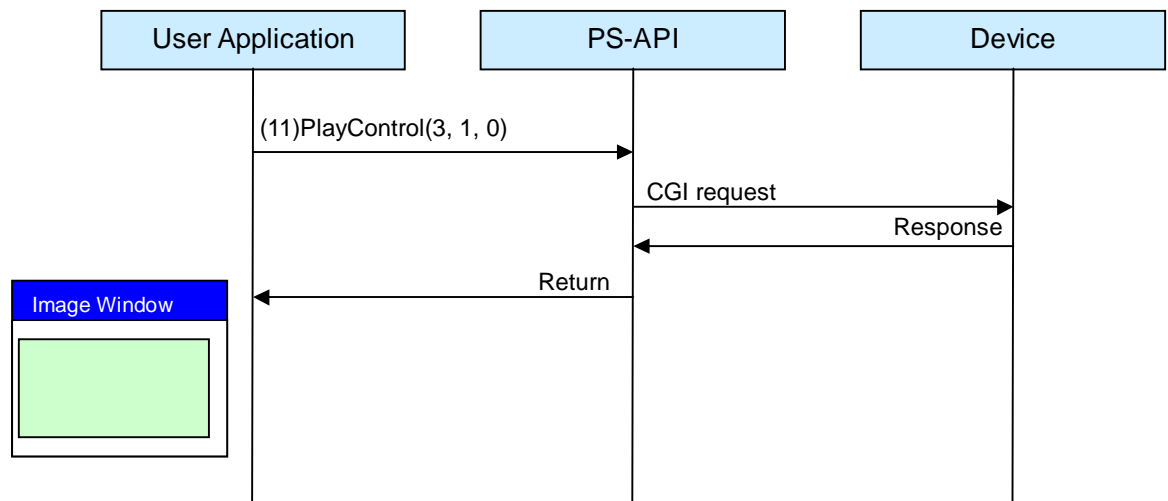 User Application
PS-API
Device
(11)PlayControl(3, 1, 0)
CGI request
Response
Return
Image Window